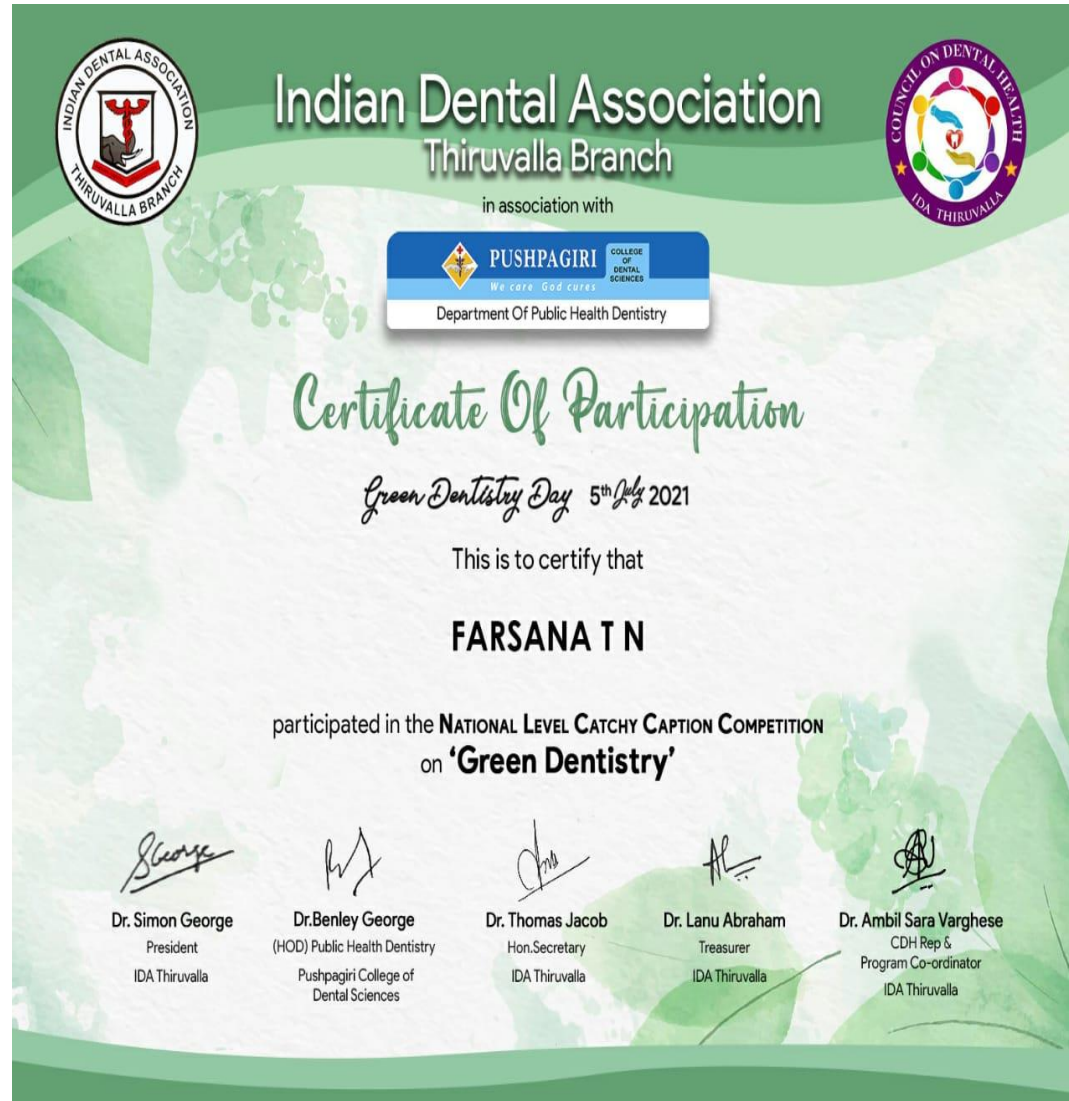 INDIAN DENTAL ASSOCIATION
THIRUVALLA BRANCH
Indian Dental Association
Thiruvalla Branch
COUNCIL ON DENTAL HEALTH
IDA THIRUVALLA
in association with
PUSHPAGIRI
We care God cures
COLLEGE
OF
DENTAL
SCIENCES
Department Of Public Health Dentistry
Certificate Of Participation
Green Dentistry Day 5th July 2021
This is to certify that
FARSANA T N
participated in the NATIONAL LEVEL CATCHY CAPTION COMPETITION
on ‘Green Dentistry’
SGeorge
Dr. Simon George
President
IDA Thiruvalla
Dr.Benley George
(HOD) Public Health Dentistry
Pushpagiri College of
Dental Sciences
Dr. Thomas Jacob
Hon.Secretary
IDA Thiruvalla
Dr. Lanu Abraham
Treasurer
IDA Thiruvalla
Dr. Ambil Sara Varghese
CDH Rep &
Program Co-ordinator
IDA Thiruvalla